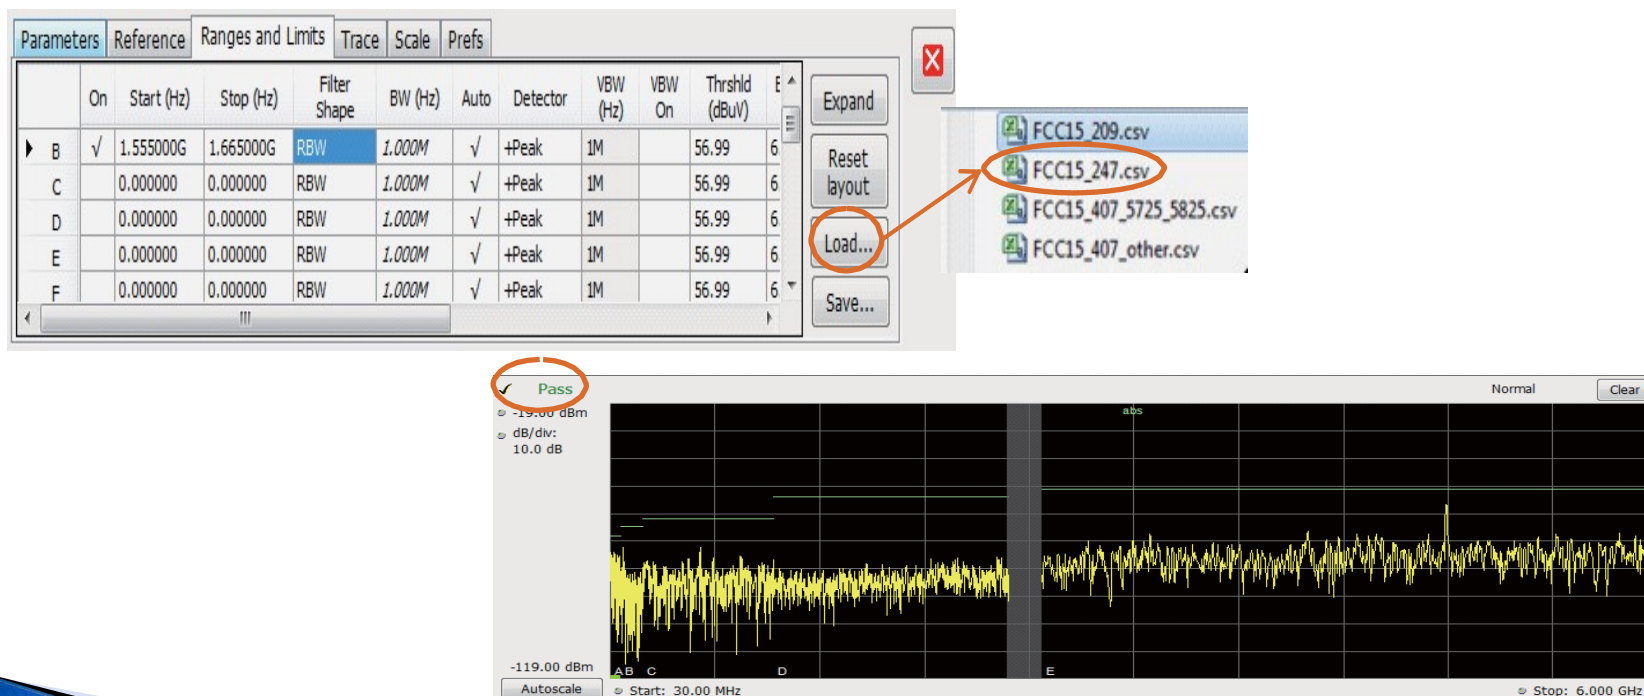 Parameters Reference Ranges and Limits Trace Scale Prefs
On Start (Hz) Stop (Hz) Filter Shape BW (Hz) Auto Detector VBW (Hz) VBW On Thrshld (dBuV)
B √ 1.555000G 1.665000G RBW 1.000M √ +Peak 1M 56.99 6
C 0.000000 0.000000 RBW 1.000M √ +Peak 1M 56.99 6
D 0.000000 0.000000 RBW 1.000M √ +Peak 1M 56.99 6
E 0.000000 0.000000 RBW 1.000M √ +Peak 1M 56.99 6
F 0.000000 0.000000 RBW 1.000M √ +Peak 1M 56.99 6
Expand
Reset
layout
Load...
Save...
X
FCC15_209.csv
FCC15_247.csv
FCC15_407_5725_5825.csv
FCC15_407_other.csv
Pass
Normal Clear
-19.00 dBm
dB/div:
10.0 dB
abs
-119.00 dBm
A B C D E
Autoscale
Start: 30.00 MHz
Stop: 6.000 GHz